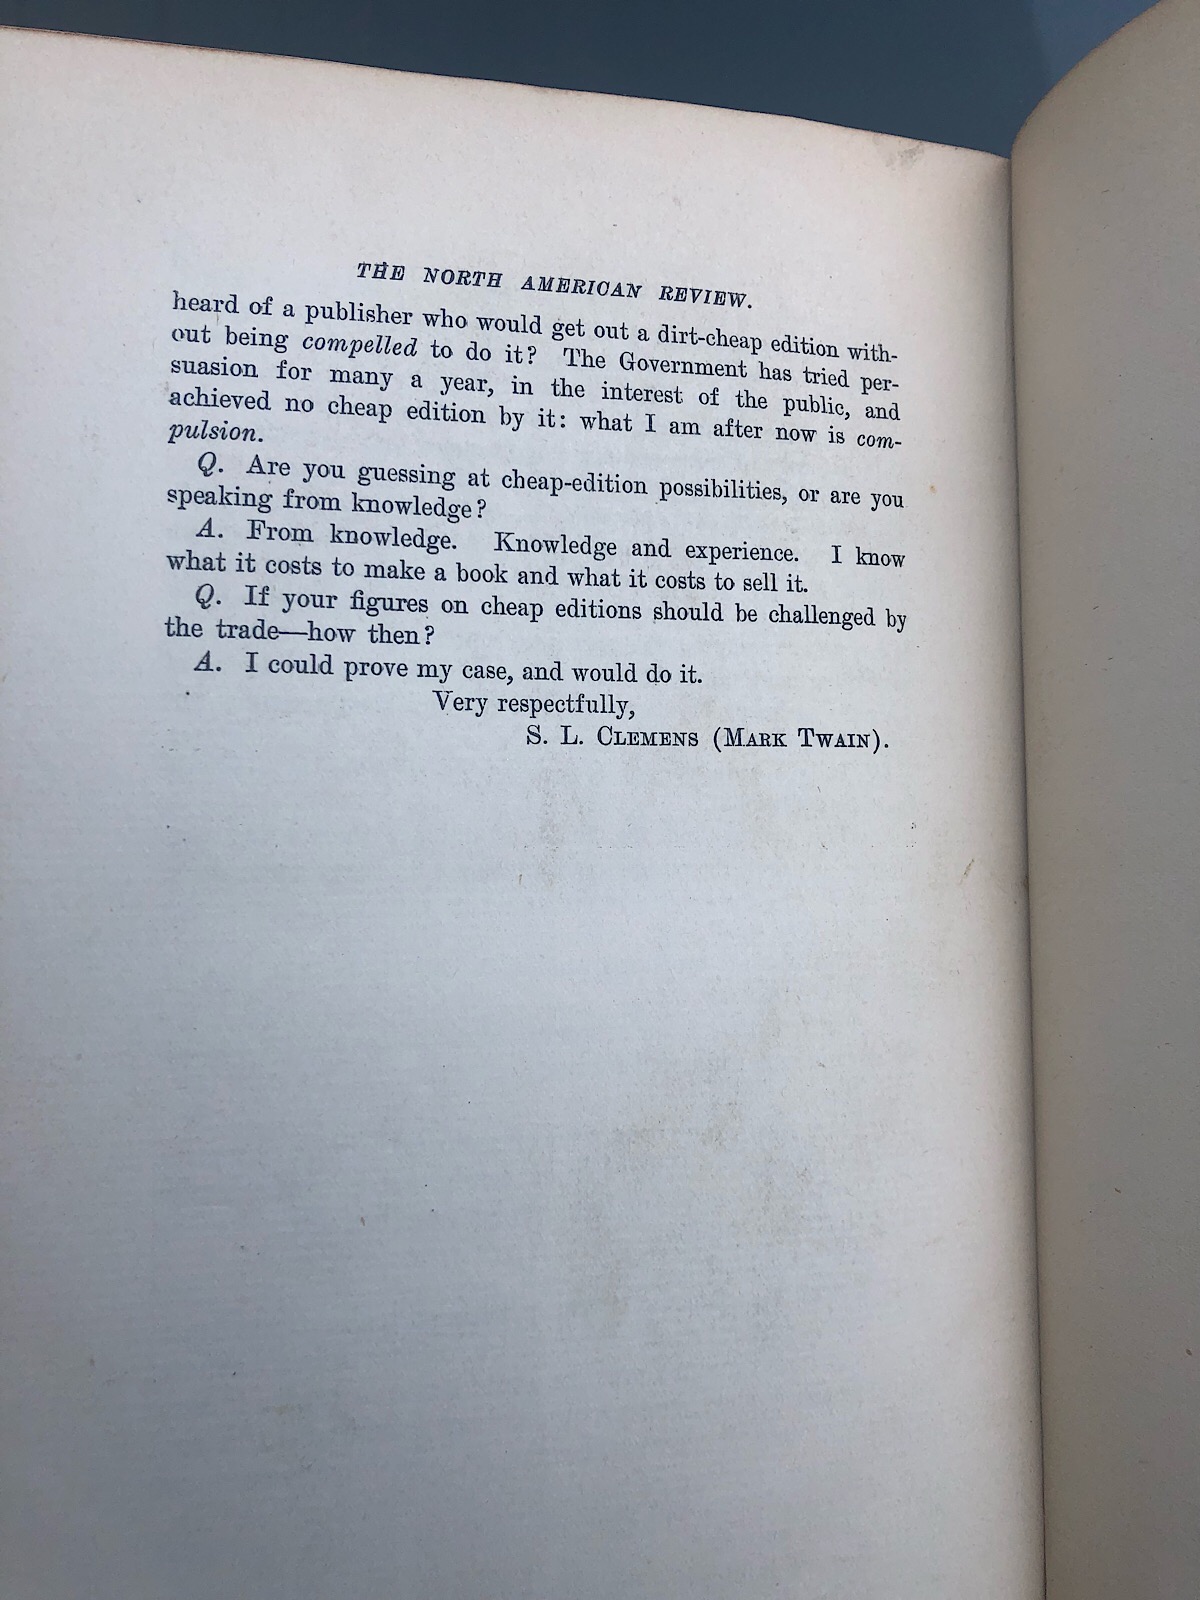 THE NORTH AMERICAN REVIEW.
heard of a publisher who would get out a dirt-cheap edition with-
out being compelled to do it? The Government has tried per-
suasion for many a year, in the interest of the public, and
achieved no cheap edition by it: what I am after now is com-
pulsion.
Q. Are you guessing at cheap-edition possibilities, or are you
speaking from knowledge?
A. From knowledge. Knowledge and experience. I know
what it costs to make a book and what it costs to sell it.
Q. If your figures on cheap editions should be challenged by
the trade—how then?
A. I could prove my case, and would do it.
Very respectfully,
S. L. CLEMENS (MARK TWAIN).